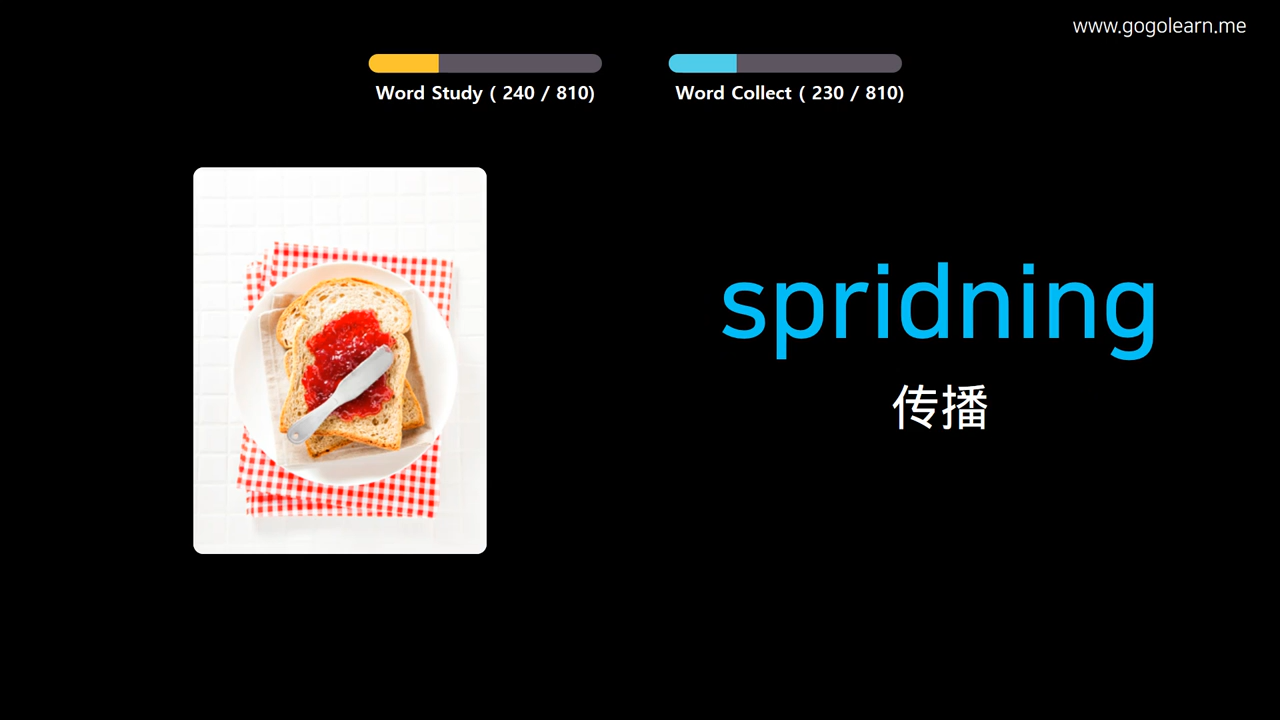 www.gogolearn.me
Word Study ( 240 / 810)
Word Collect ( 230 / 810)
spridning
传播